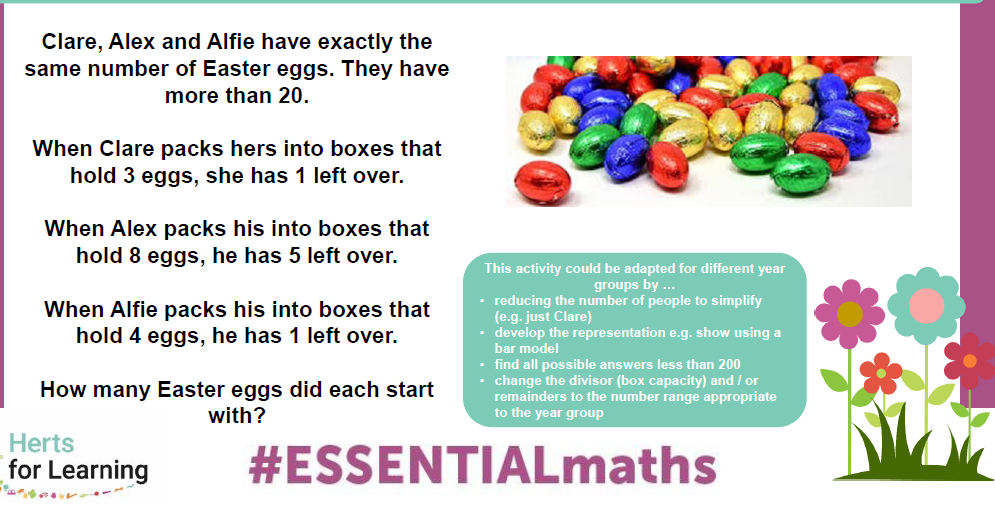 Clare, Alex and Alfie have exactly the
same number of Easter eggs. They have
more than 20.
When Clare packs hers into boxes that
hold 3 eggs, she has 1 left over.
When Alex packs his into boxes that
hold 8 eggs, he has 5 left over.
When Alfie packs his into boxes that
hold 4 eggs, he has 1 left over.
How many Easter eggs did each start
with?
This activity could be adapted for different year
groups by ...
• reducing the number of people to simplify
(e.g. just Clare)
• develop the representation e.g. show using a
bar model
• find all possible answers less than 200
• change the divisor (box capacity) and / or
remainders to the number range appropriate
to the year group
Herts
for Learning
#ESSENTIALmaths